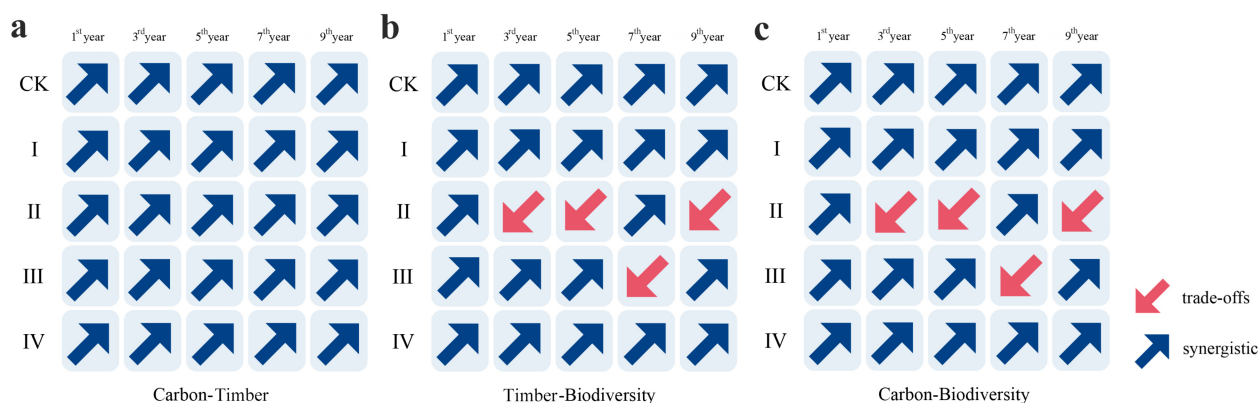 a
1st year 3rd year 5th year 7th year 9th year
CK
I
II
III
IV
Carbon-Timber
b
1st year 3rd year 5th year 7th year 9th year
CK
I
II
III
IV
Timber-Biodiversity
c
1st year 3rd year 5th year 7th year 9th year
CK
I
II
III
IV
Carbon-Biodiversity
trade-offs
synergistic